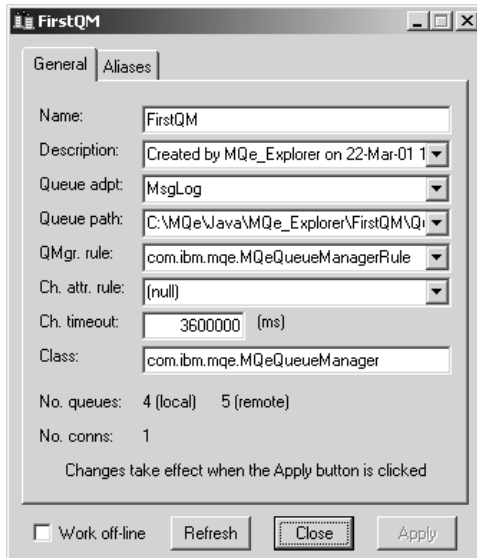 FirstQM
General Aliases
Name: FirstQM
Description: Created by MQe_Explorer on 22-Mar-01 1
Queue adpt: MsgLog
Queue path: C:\MQe\Java\MQe_Explorer\FirstQM\Qu
QMgr. rule: com.ibm.mqe.MQeQueueManagerRule
Ch. attr. rule: (null)
Ch. timeout: 3600000 (ms)
Class: com.ibm.mqe.MQeQueueManager
No. queues: 4 (local) 5 (remote)
No. conns: 1
Changes take effect when the Apply button is clicked
Work off-line Refresh Close Apply